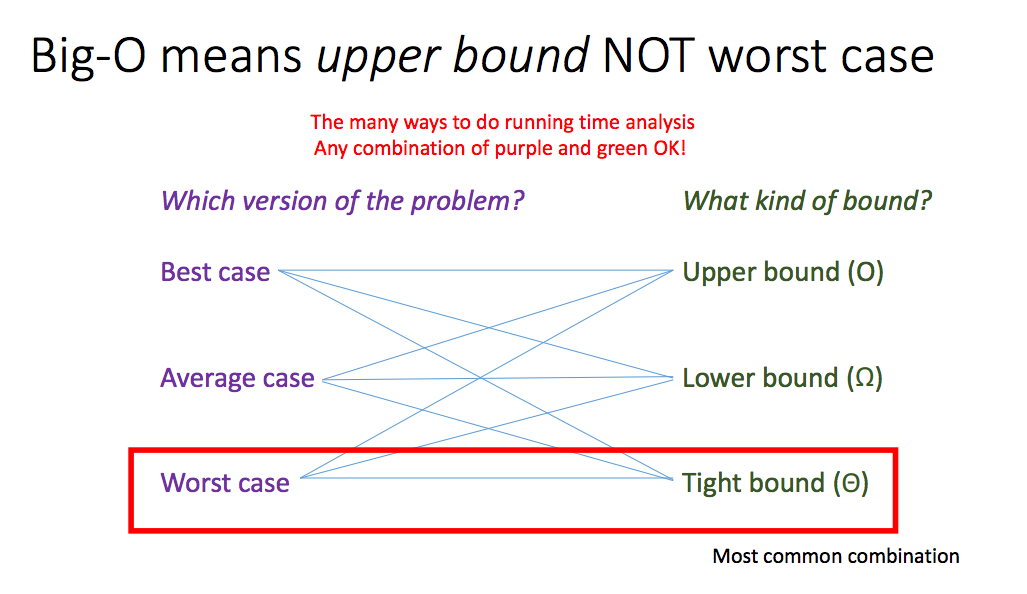 Big-O means upper bound NOT worst case
The many ways to do running time analysis
Any combination of purple and green OK!
Which version of the problem?
What kind of bound?
Best case
Upper bound (O)
Average case
Lower bound (Ω)
Worst case
Tight bound (Θ)
Most common combination